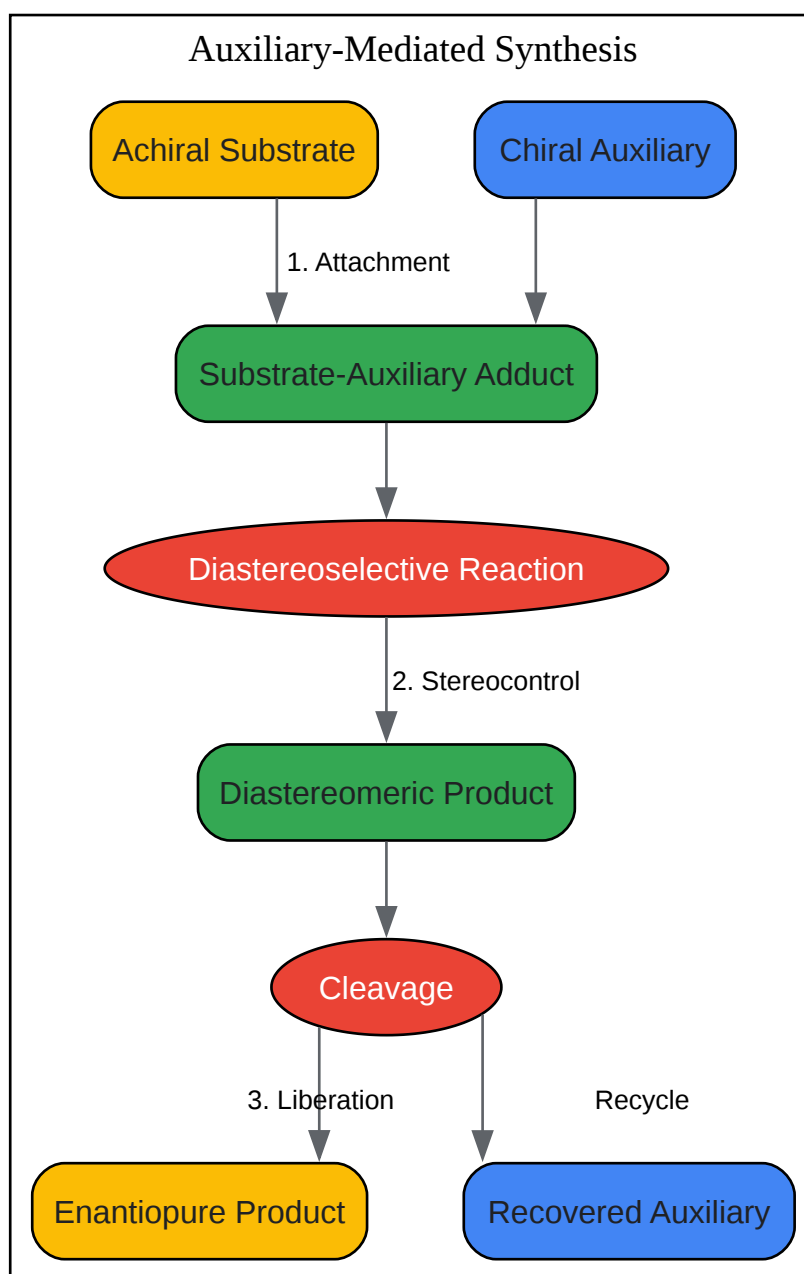 Auxiliary-Mediated Synthesis
Achiral Substrate
Chiral Auxiliary
1. Attachment
Substrate-Auxiliary Adduct
Diastereoselective Reaction
2. Stereocontrol
Diastereomeric Product
Cleavage
3. Liberation
Recycle
Enantiopure Product
Recovered Auxiliary